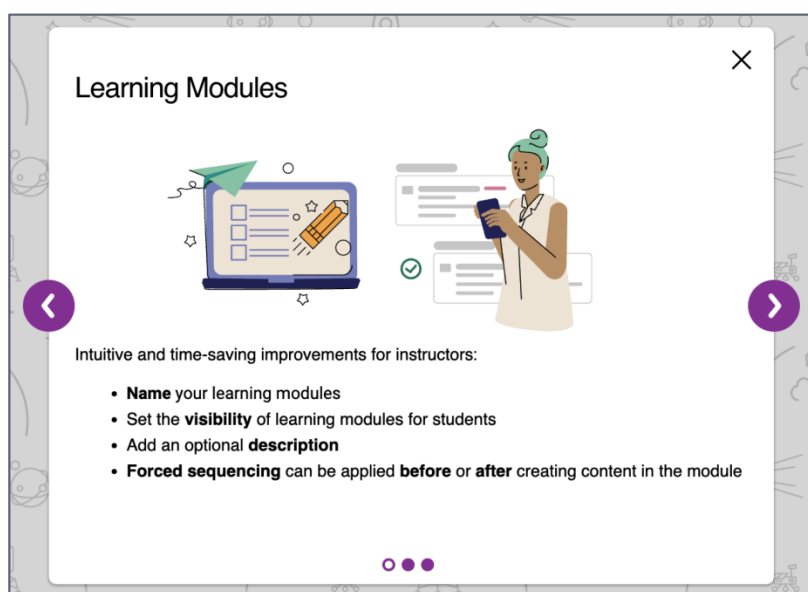 Learning Modules
Intuitive and time-saving improvements for instructors:
• Name your learning modules
• Set the visibility of learning modules for students
• Add an optional description
• Forced sequencing can be applied before or after creating content in the module